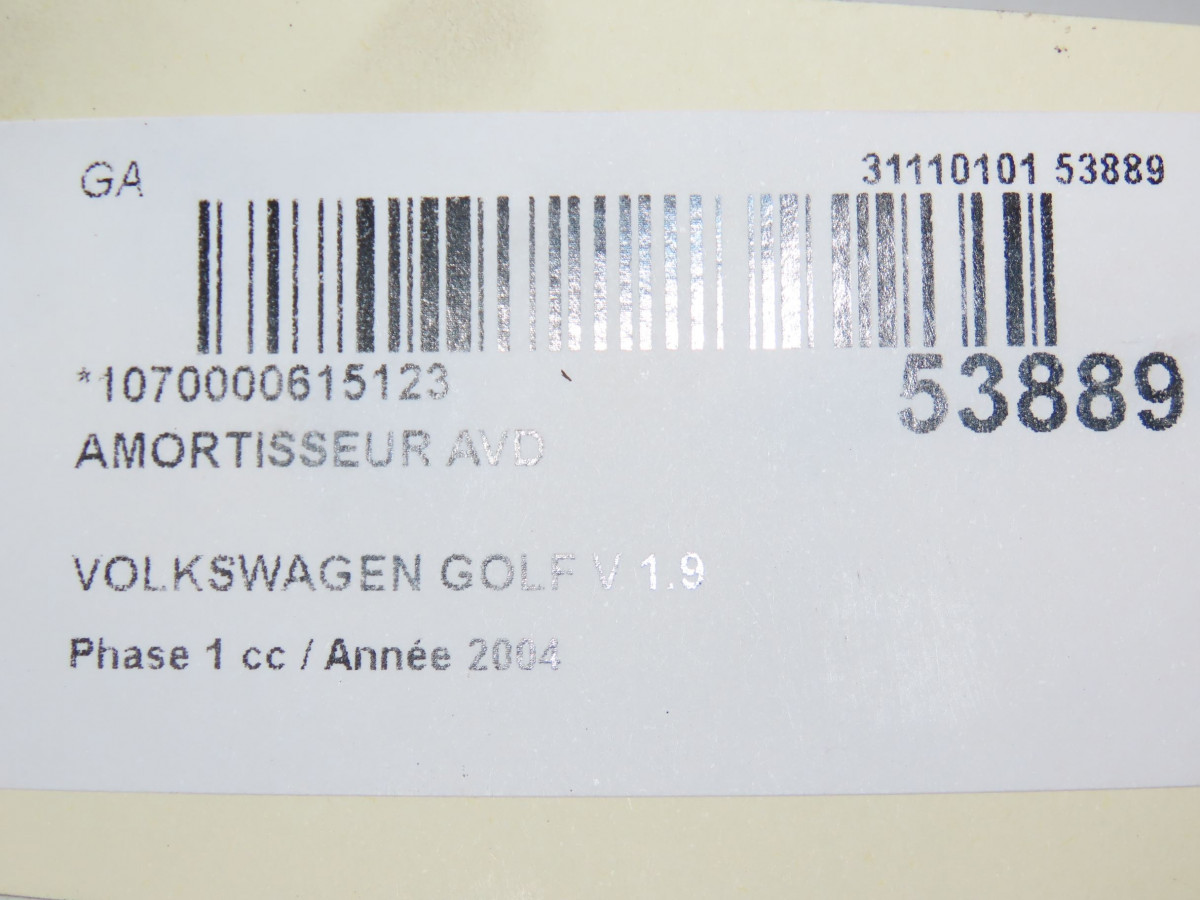 GA
31110101 53889
*1070000615123
53889
AMORTISSEUR AVD
VOLKSWAGEN GOLF V 1.9
Phase 1 cc / Année 2004